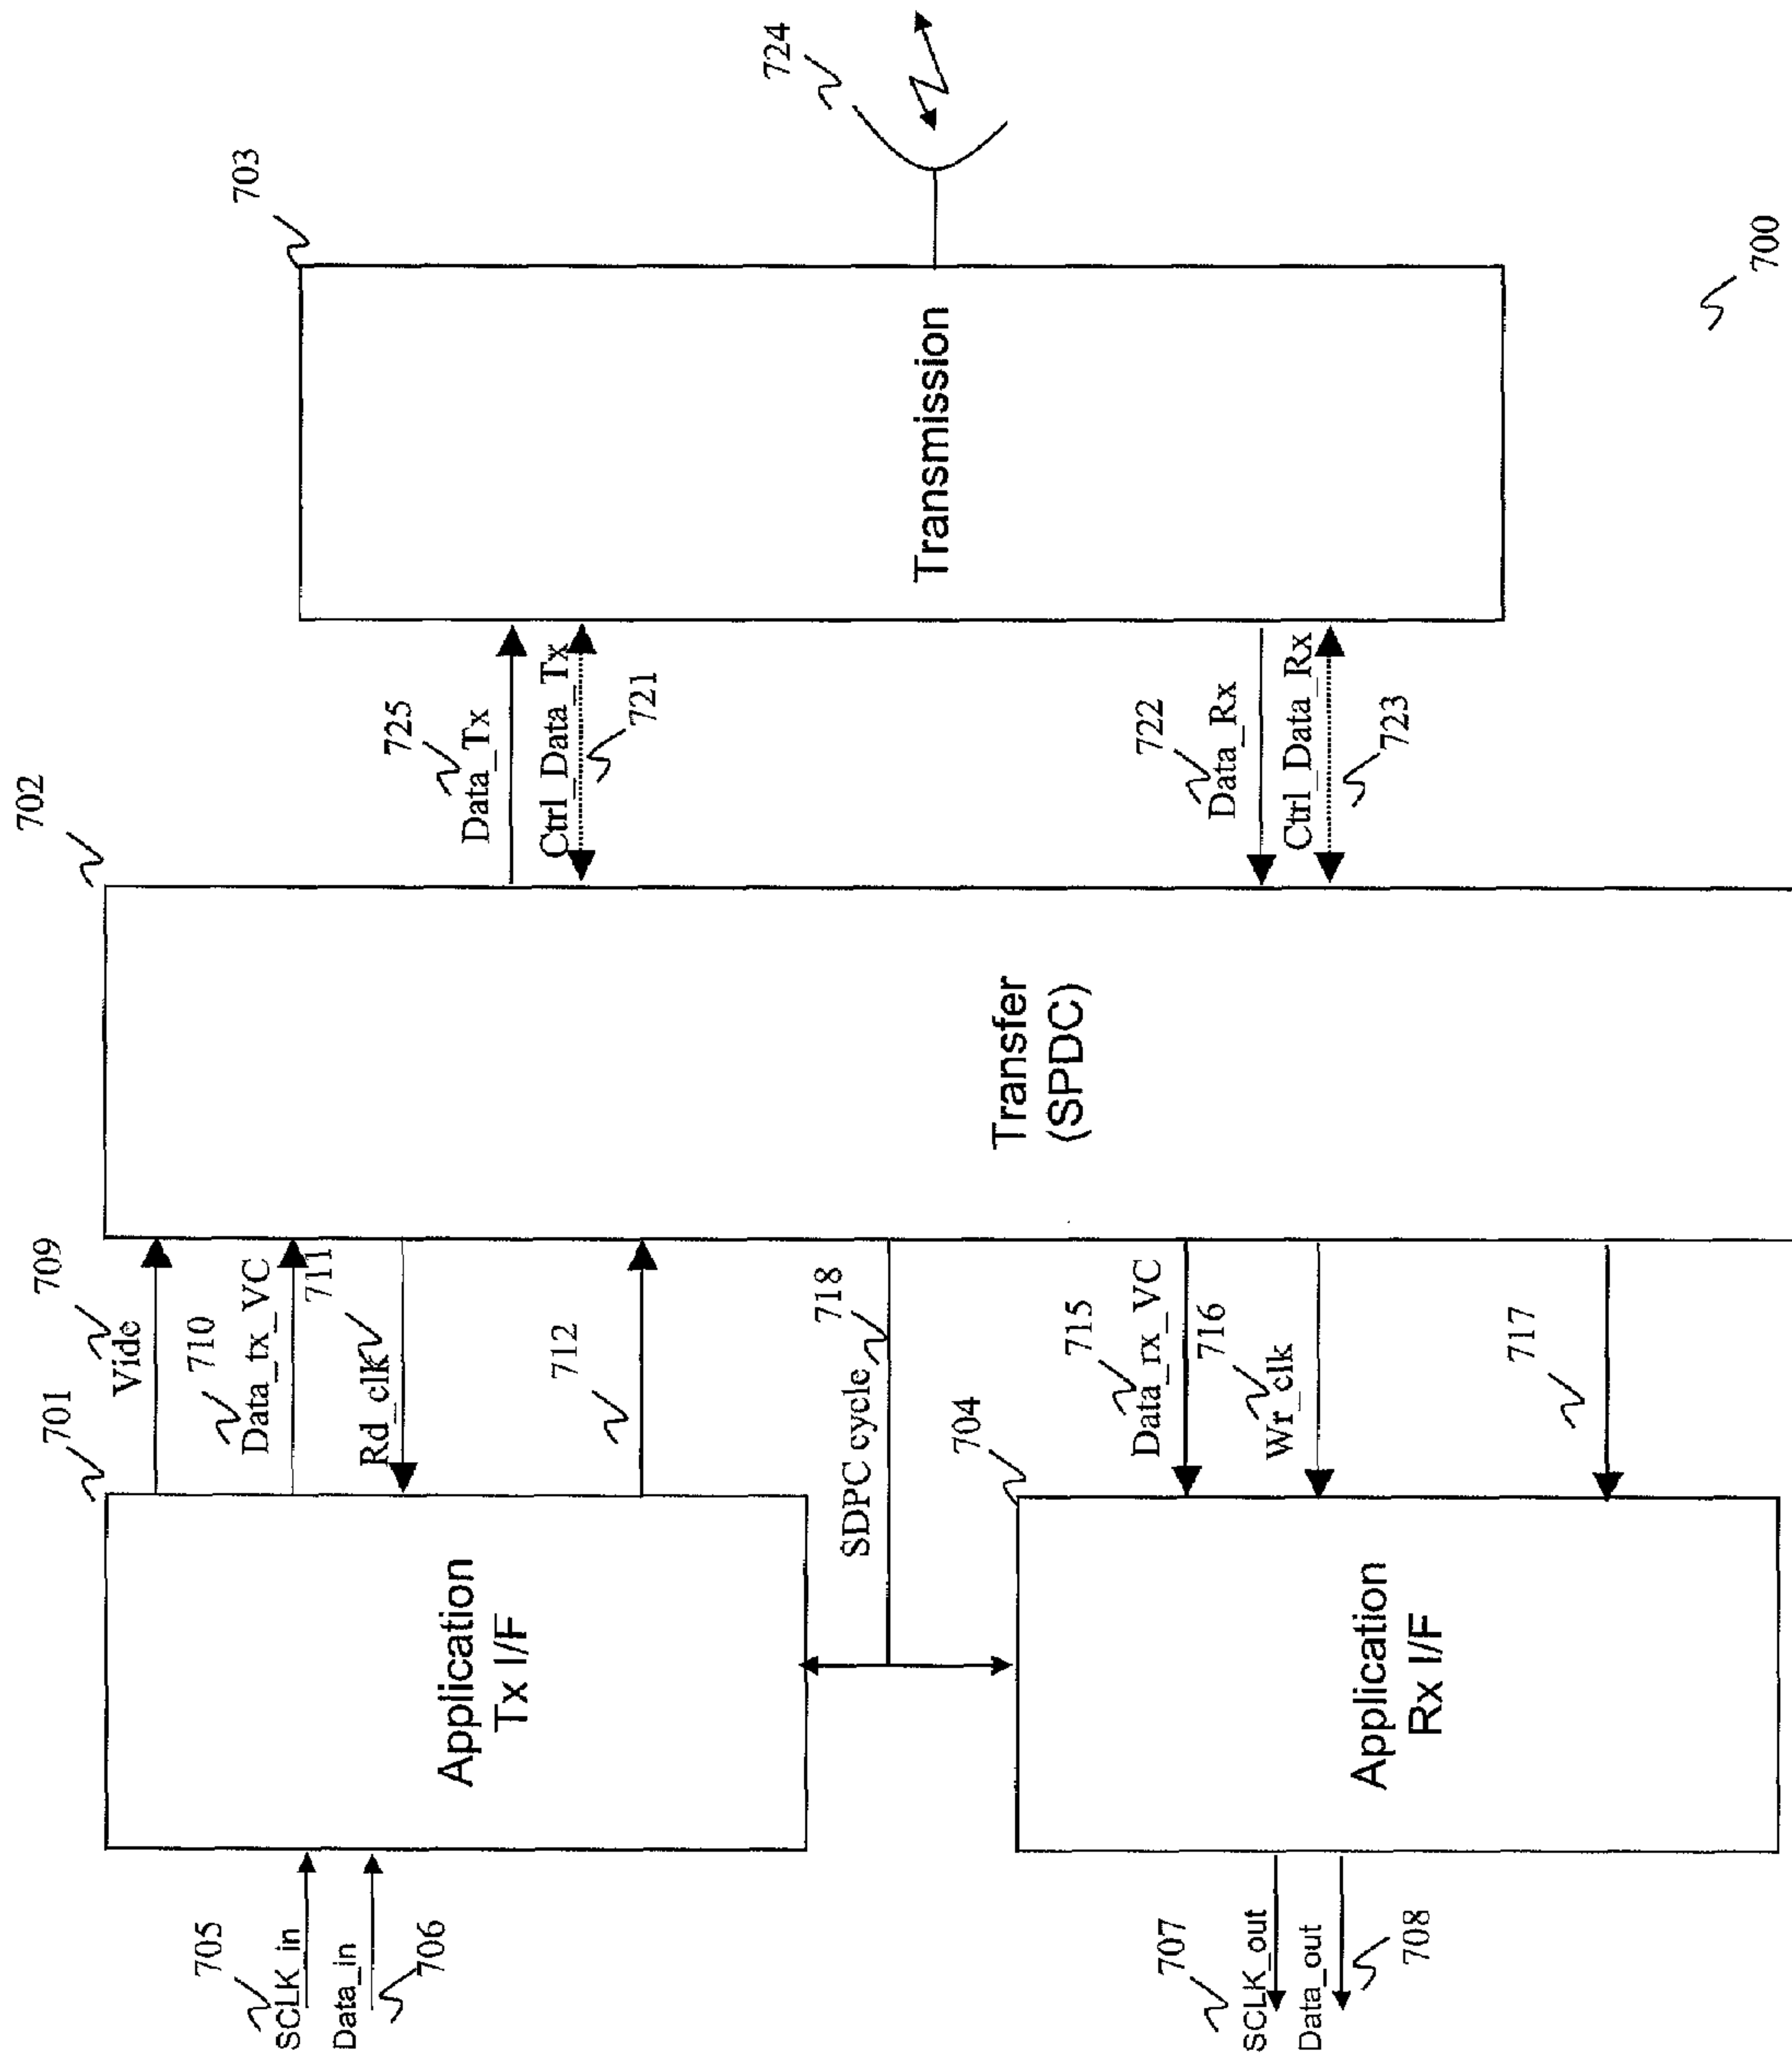 724
703
702
725
Data_Tx
Ctrl_Data_Tx
721
722
Data_Rx
Ctrl_Data_Rx
723
Transmission
700
Transfer
(SPDC)
709
Vide
701
710
Data_tx_VC
711
Rd_clk
712
718
SDPC cycle
704
715
Data_rx_VC
716
Wr_clk
717
Application
Tx I/F
Application
Rx I/F
705
SCLK_in
Data_in
706
707
SCLK_out
Data_out
708